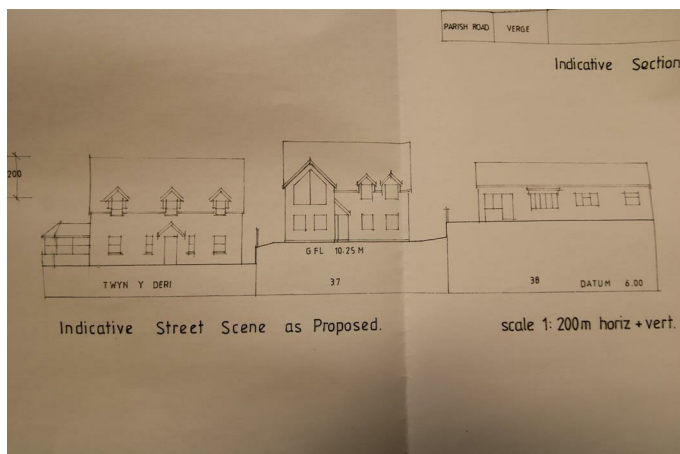 PARISH ROAD VERGE
Indicative Section
200
G FL 10.25 M
TWYN Y DERI 37 38 DATUM 6.00
Indicative Street Scene as Proposed. scale 1:200m horiz + vert.